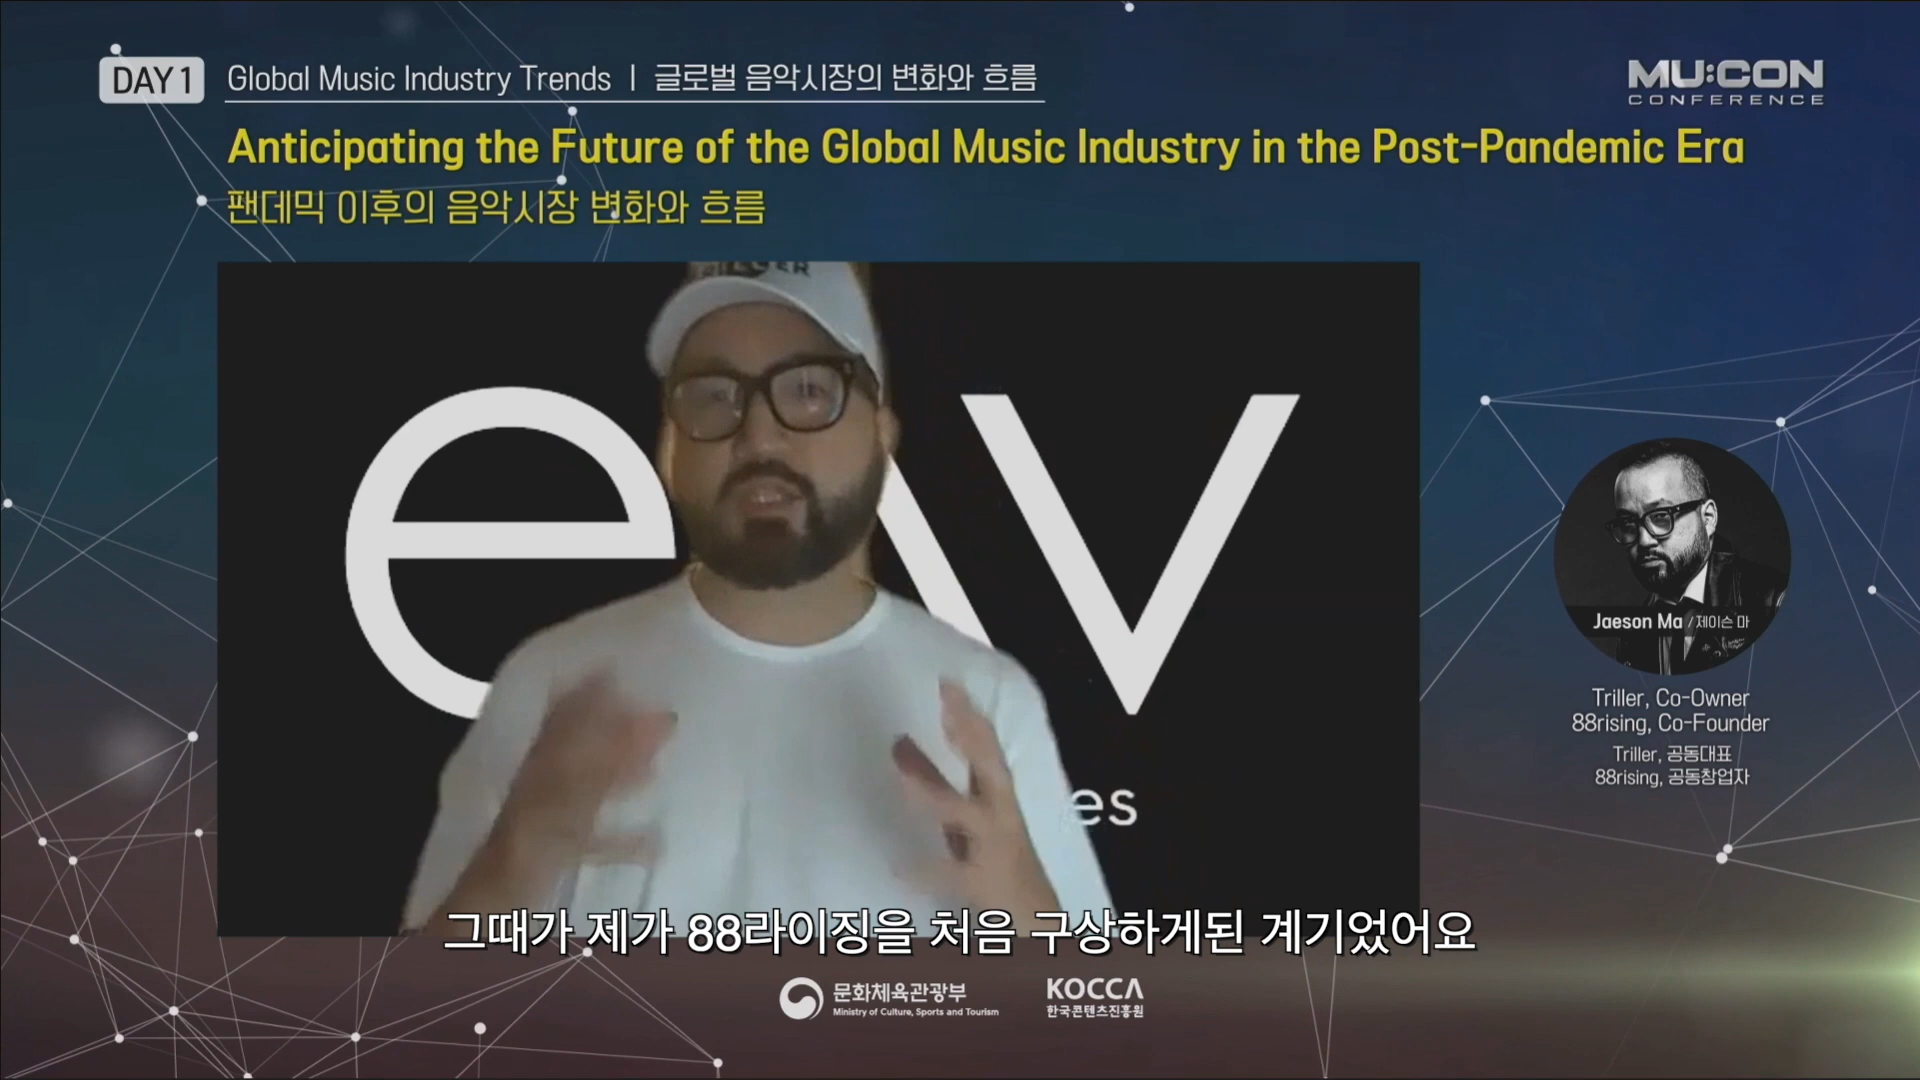 DAY 1
Global Music Industry Trends | 글로벌 음악시장의 변화와 흐름
MU:CON
CONFERENCE
Anticipating the Future of the Global Music Industry in the Post-Pandemic Era
팬데믹 이후의 음악시장 변화와 흐름
e v
es
Jaeson Ma / 제이슨 마
Triller, Co-Owner
88rising, Co-Founder
Triller, 공동대표
88rising, 공동창업자
그때가 제가 88라이징을 처음 구상하게된 계기었어요
문화체육관광부
Ministry of Culture, Sports and Tourism
KOCCA
한국콘텐츠진흥원